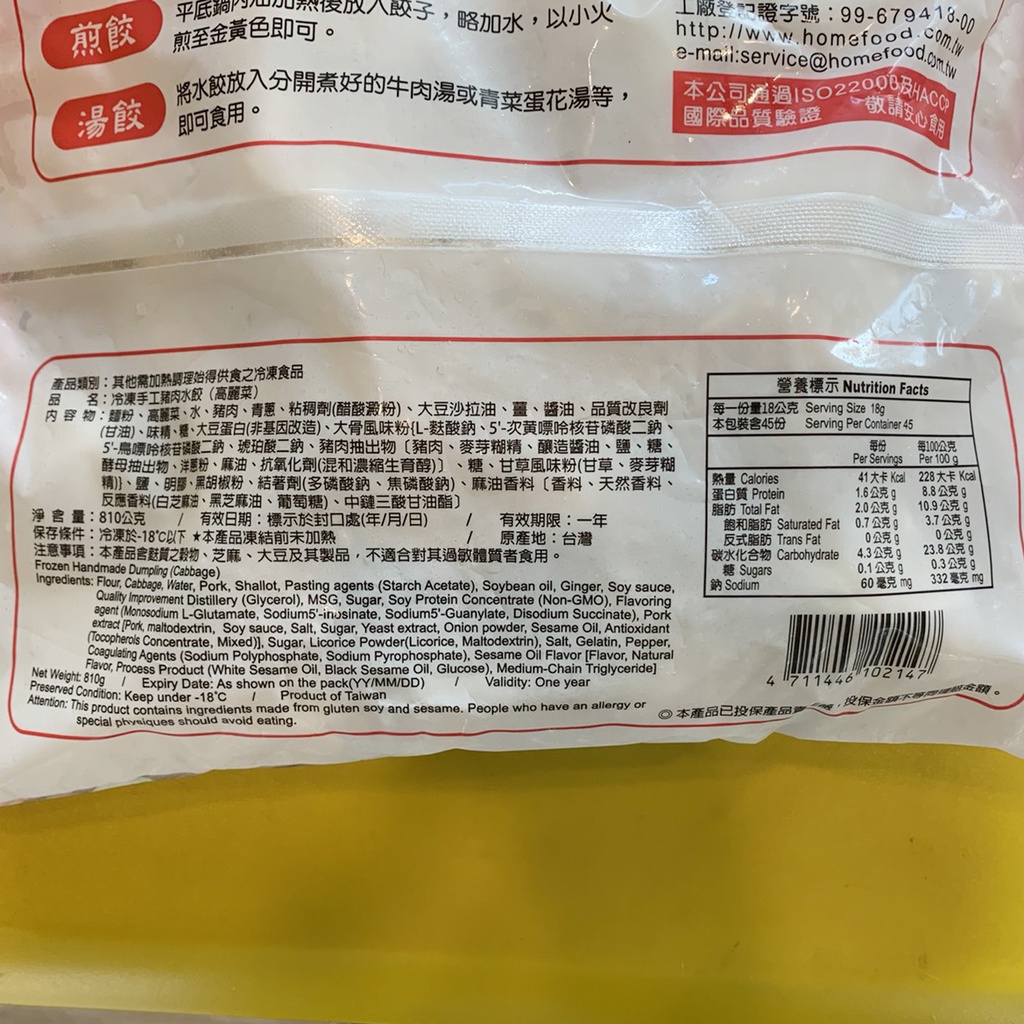 煎餃
平底鍋內油加熱後放入餃子,略加水,以小火
煎至金黃色即可。
湯餃
將水餃放入分開煮好的牛肉湯或青菜蛋花湯等,
即可食用。
工廠登記證字號:99-679418-00
http://www.homefood.com.tw
e-mail:service@homefood.com.tw
本公司通過ISO22000及HACCP
國際品質驗證 敬請安心食用
產品類別:其他需加熱調理始得供食之冷凍食品
品 名:冷凍手工豬肉水餃(高麗菜)
內 容 物:麵粉、高麗菜、水、豬肉、青蔥、粘稠劑(醋酸澱粉)、大豆沙拉油、薑、醬油、品質改良劑
(甘油)、味精、糖、大豆蛋白(非基因改造)、大骨風味粉{L-麩酸鈉、5'-次黃嘌呤核苷磷酸二鈉、
5'-鳥嘌呤核苷磷酸二鈉、琥珀酸二鈉、豬肉抽出物〔豬肉、麥芽糊精、釀造醬油、鹽、糖、
酵母抽出物、洋蔥粉、麻油、抗氧化劑(混和濃縮生育醇)〕、糖、甘草風味粉(甘草、麥芽糊
精)}、鹽、明膠、黑胡椒粉、結著劑(多磷酸鈉、焦磷酸鈉)、麻油香料〔香料、天然香料、
反應香料(白芝麻油、黑芝麻油、葡萄糖)、中鏈三酸甘油酯〕
淨 含 量:810公克 / 有效日期:標示於封口處(年/月/日) / 有效期限:一年
保存條件:冷凍於-18℃以下 ★本產品凍結前未加熱 / 原產地:台灣
注意事項:本產品含麩質之穀物、芝麻、大豆及其製品,不適合對其過敏體質者食用。
Frozen Handmade Dumpling (Cabbage)
Ingredients: Flour, Cabbage, Water, Pork, Shallot, Pasting agents (Starch Acetate), Soybean oil, Ginger, Soy sauce,
Quality Improvement Distillery (Glycerol), MSG, Sugar, Soy Protein Concentrate (Non-GMO), Flavoring
agent (Monosodium L-Glutamate, Sodium5'-inosinate, Sodium5'-Guanylate, Disodium Succinate), Pork
extract [Pork, maltodextrin, Soy sauce, Salt, Sugar, Yeast extract, Onion powder, Sesame Oil, Antioxidant
(Tocopherols Concentrate, Mixed)], Sugar, Licorice Powder(Licorice, Maltodextrin), Salt, Gelatin, Pepper,
Coagulating Agents (Sodium Polyphosphate, Sodium Pyrophosphate), Sesame Oil Flavor [Flavor, Natural
Flavor, Process Product (White Sesame Oil, Black Sesame Oil, Glucose), Medium-Chain Triglyceride]
Net Weight: 810g / Expiry Date: As shown on the pack(YY/MM/DD) / Validity: One year
Preserved Condition: Keep under -18℃ / Product of Taiwan
Attention: This product contains ingredients made from gluten soy and sesame. People who have an allergy or
special physiques should avoid eating.
營養標示 Nutrition Facts
每一份量18公克 Serving Size 18g
本包裝含45份 Serving Per Container 45
每份 每100公克
Per Servings Per 100 g
熱量 Calories 41 大卡 Kcal 228 大卡 Kcal
蛋白質 Protein 1.6 公克 g 8.8 公克 g
脂肪 Total Fat 2.0 公克 g 10.9 公克 g
飽和脂肪 Saturated Fat 0.7 公克 g 3.7 公克 g
反式脂肪 Trans Fat 0 公克 g 0 公克 g
碳水化合物 Carbohydrate 4.3 公克 g 23.8 公克 g
糖 Sugars 0.1 公克 g 0.3 公克 g
鈉 Sodium 60 毫克 mg 332 毫克 mg
4 711446 102147
◎本產品已投保產品責 投保金額不等同理賠金額。